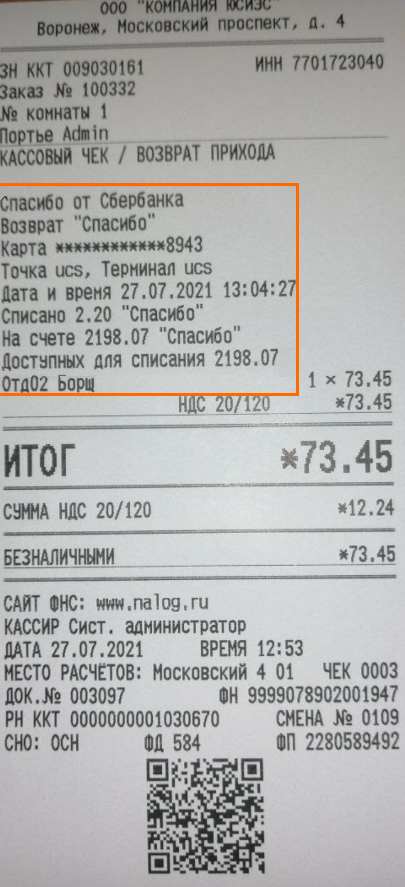 ООО "КОМПАНИЯ ЮСИЭС"
Воронеж, Московский проспект, д. 4
ЗН ККТ 009030161 ИНН 7701723040
Заказ № 100332
№ комнаты 1
Портье Admin
КАССОВЫЙ ЧЕК / ВОЗВРАТ ПРИХОДА
Спасибо от Сбербанка
Возврат "Спасибо"
Карта ************8943
Точка ucs, Терминал ucs
Дата и время 27.07.2021 13:04:27
Списано 2.20 "Спасибо"
На счете 2198.07 "Спасибо"
Доступных для списания 2198.07
Отд02 Борщ 1 × 73.45
НДС 20/120 *73.45
ИТОГ *73.45
СУММА НДС 20/120 *12.24
БЕЗНАЛИЧНЫМИ *73.45
САЙТ ФНС: www.nalog.ru
КАССИР Сист. администратор
ДАТА 27.07.2021 ВРЕМЯ 12:53
МЕСТО РАСЧЁТОВ: Московский 4 01 ЧЕК 0003
ДОК.№ 003097 ФН 9999078902001947
РН ККТ 0000000001030670 СМЕНА № 0109
СНО: ОСН ФД 584 ФП 2280589492